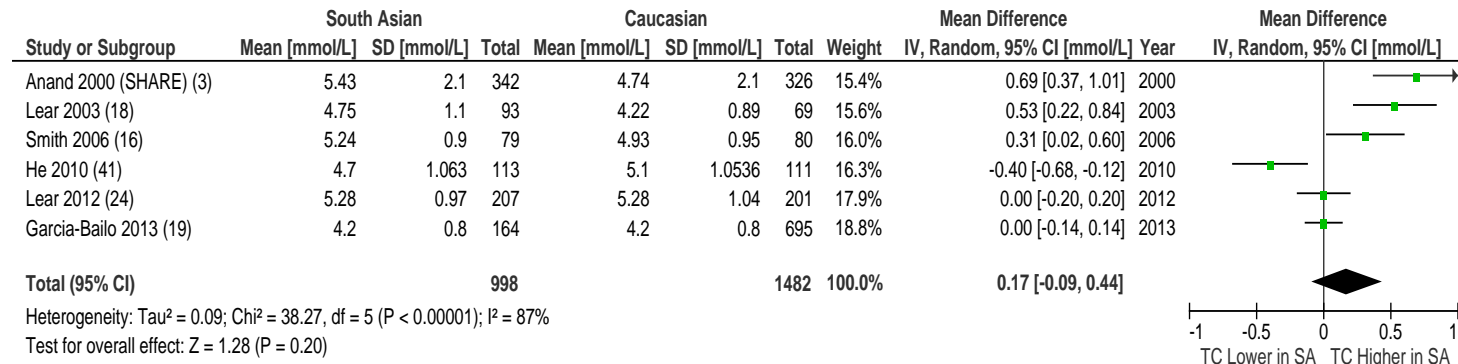 South Asian Caucasian Mean Difference Mean Difference
Study or Subgroup Mean [mmol/L] SD [mmol/L] Total Mean [mmol/L] SD [mmol/L] Total Weight IV, Random, 95% CI [mmol/L] Year IV, Random, 95% CI [mmol/L]
Anand 2000 (SHARE) (3) 5.43 2.1 342 4.74 2.1 326 15.4% 0.69 [0.37, 1.01] 2000
Lear 2003 (18) 4.75 1.1 93 4.22 0.89 69 15.6% 0.53 [0.22, 0.84] 2003
Smith 2006 (16) 5.24 0.9 79 4.93 0.95 80 16.0% 0.31 [0.02, 0.60] 2006
He 2010 (41) 4.7 1.063 113 5.1 1.0536 111 16.3% -0.40 [-0.68, -0.12] 2010
Lear 2012 (24) 5.28 0.97 207 5.28 1.04 201 17.9% 0.00 [-0.20, 0.20] 2012
Garcia-Bailo 2013 (19) 4.2 0.8 164 4.2 0.8 695 18.8% 0.00 [-0.14, 0.14] 2013
Total (95% CI) 998 1482 100.0% 0.17 [-0.09, 0.44]
Heterogeneity: Tau² = 0.09; Chi² = 38.27, df = 5 (P < 0.00001); I² = 87%
Test for overall effect: Z = 1.28 (P = 0.20)
-1 -0.5 0 0.5 1
TC Lower in SA TC Higher in SA